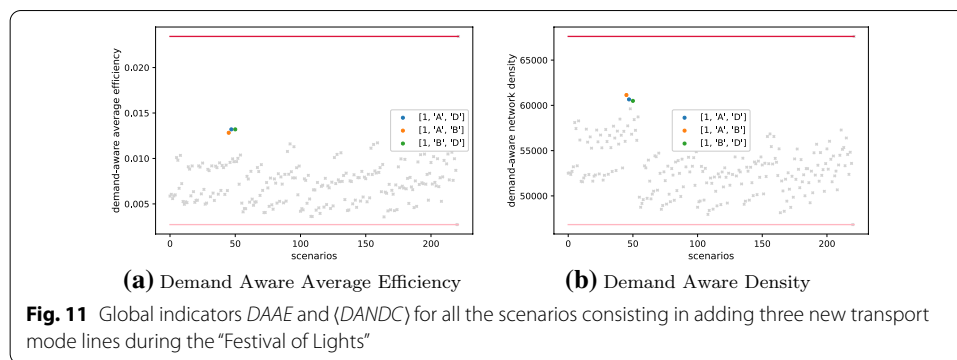 demand-aware average efficiency
0.020
0.015
0.010
0.005
0
50
100
150
200
scenarios
[1, 'A', 'D']
[1, 'A', 'B']
[1, 'B', 'D']
(a) Demand Aware Average Efficiency
demand-aware network density
65000
60000
55000
50000
0
50
100
150
200
scenarios
[1, 'A', 'D']
[1, 'A', 'B']
[1, 'B', 'D']
(b) Demand Aware Density
Fig. 11 Global indicators DAAE and ⟨DANDC⟩ for all the scenarios consisting in adding three new transport
mode lines during the “Festival of Lights”